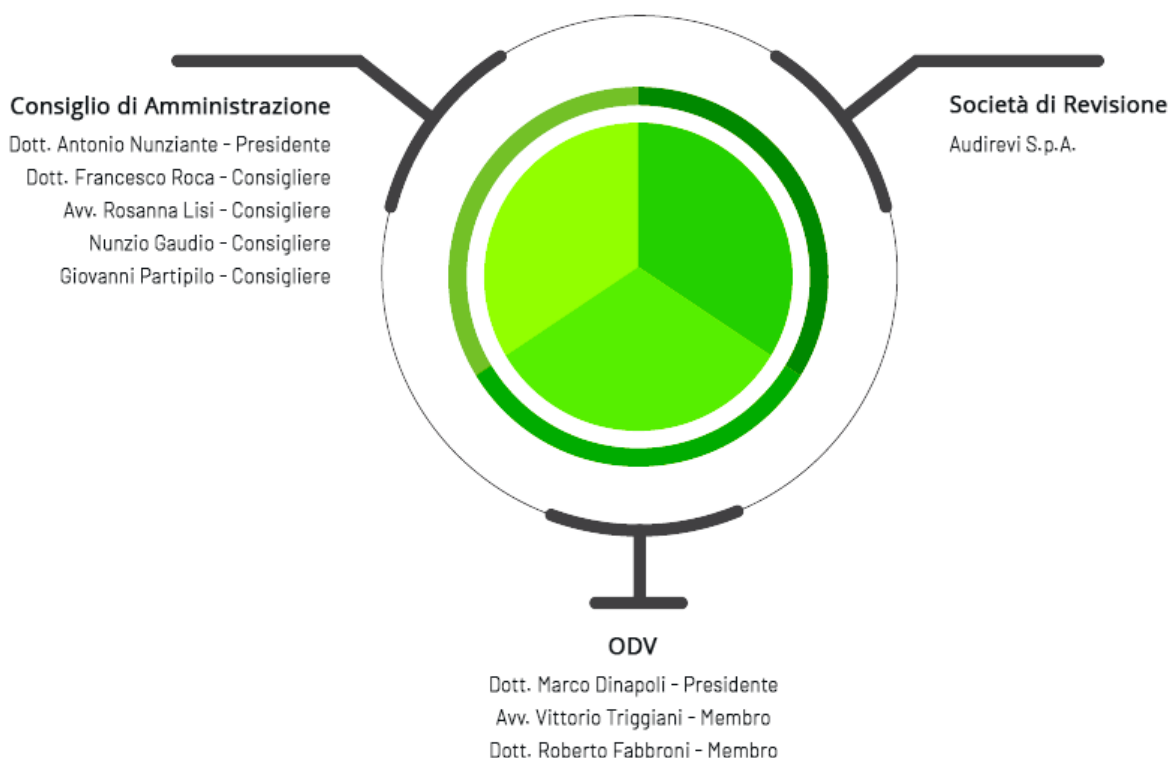 Consiglio di Amministrazione
Dott. Antonio Nunziante - Presidente
Dott. Francesco Roca - Consigliere
Avv. Rosanna Lisi - Consigliere
Nunzio Gaudio - Consigliere
Giovanni Partipilo - Consigliere
Società di Revisione
Audirevi S.p.A.
ODV
Dott. Marco Dinapoli - Presidente
Avv. Vittorio Triggiani - Membro
Dott. Roberto Fabbroni - Membro